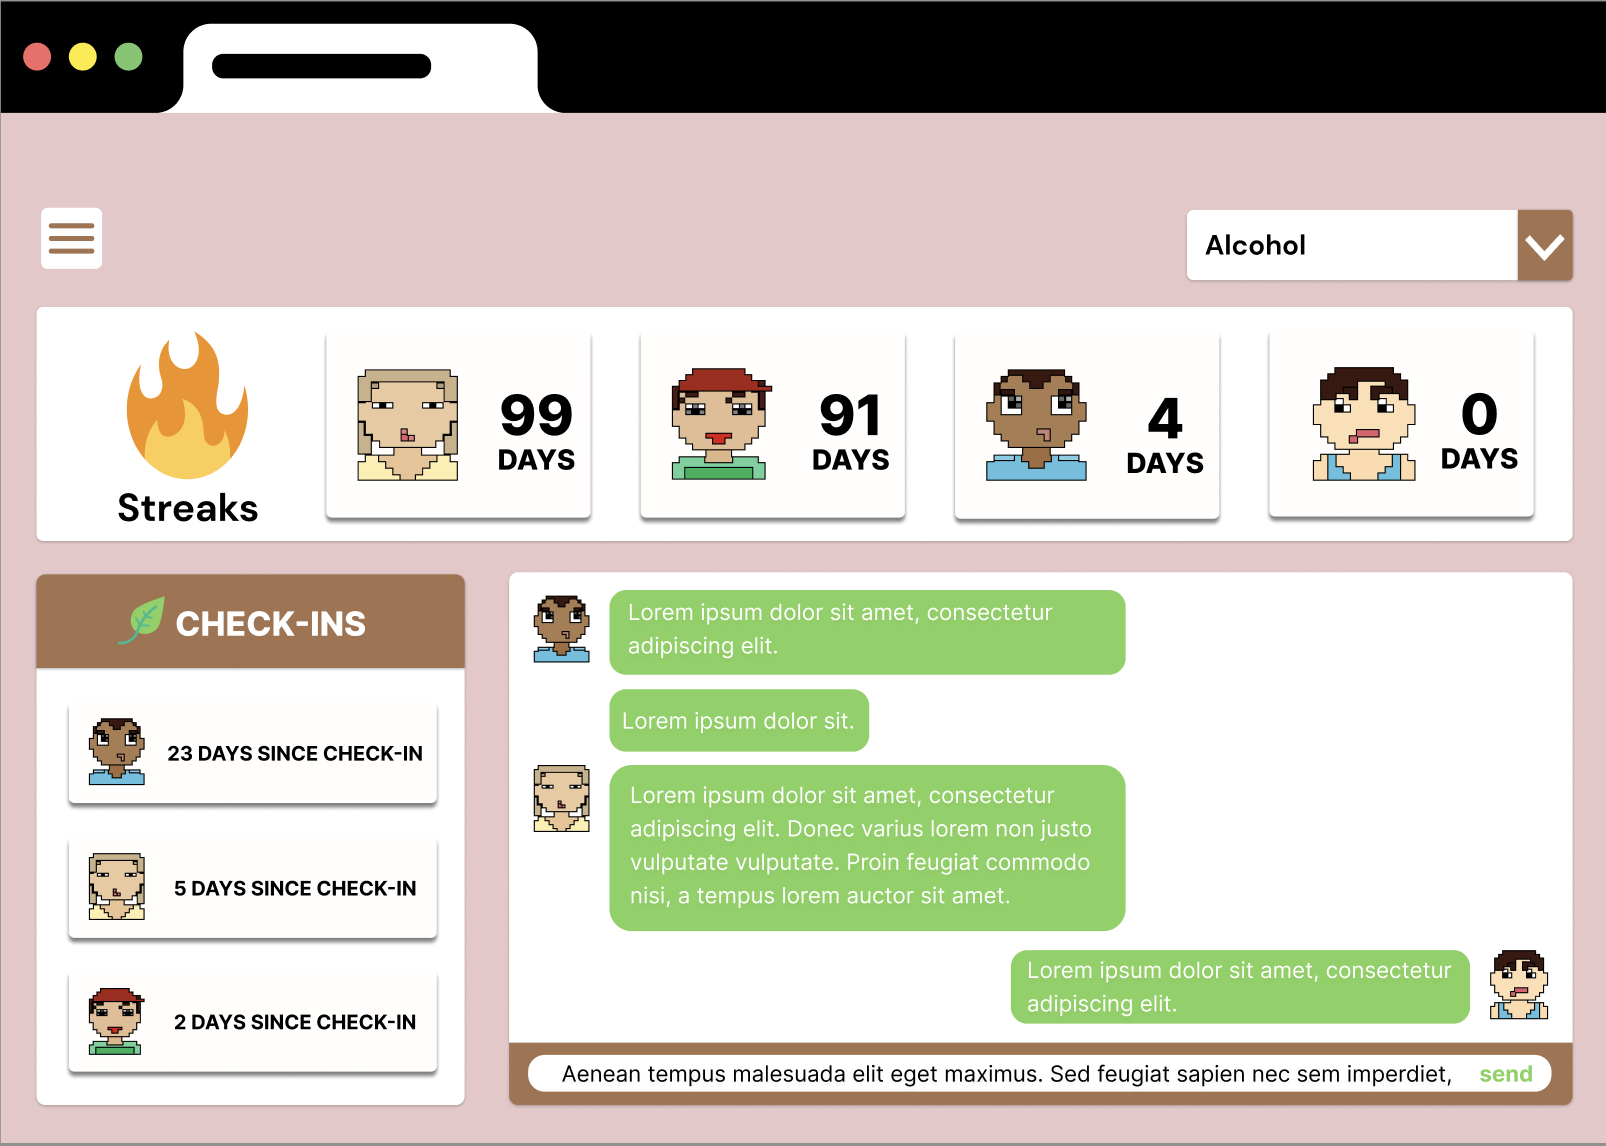 Alcohol
Streaks
99
DAYS
91
DAYS
4
DAYS
0
DAYS
CHECK-INS
23 DAYS SINCE CHECK-IN
5 DAYS SINCE CHECK-IN
2 DAYS SINCE CHECK-IN
Lorem ipsum dolor sit amet, consectetur
adipiscing elit.
Lorem ipsum dolor sit.
Lorem ipsum dolor sit amet, consectetur
adipiscing elit. Donec varius lorem non justo
vulputate vulputate. Proin feugiat commodo
nisi, a tempus lorem auctor sit amet.
Lorem ipsum dolor sit amet, consectetur
adipiscing elit.
Aenean tempus malesuada elit eget maximus. Sed feugiat sapien nec sem imperdiet,
send